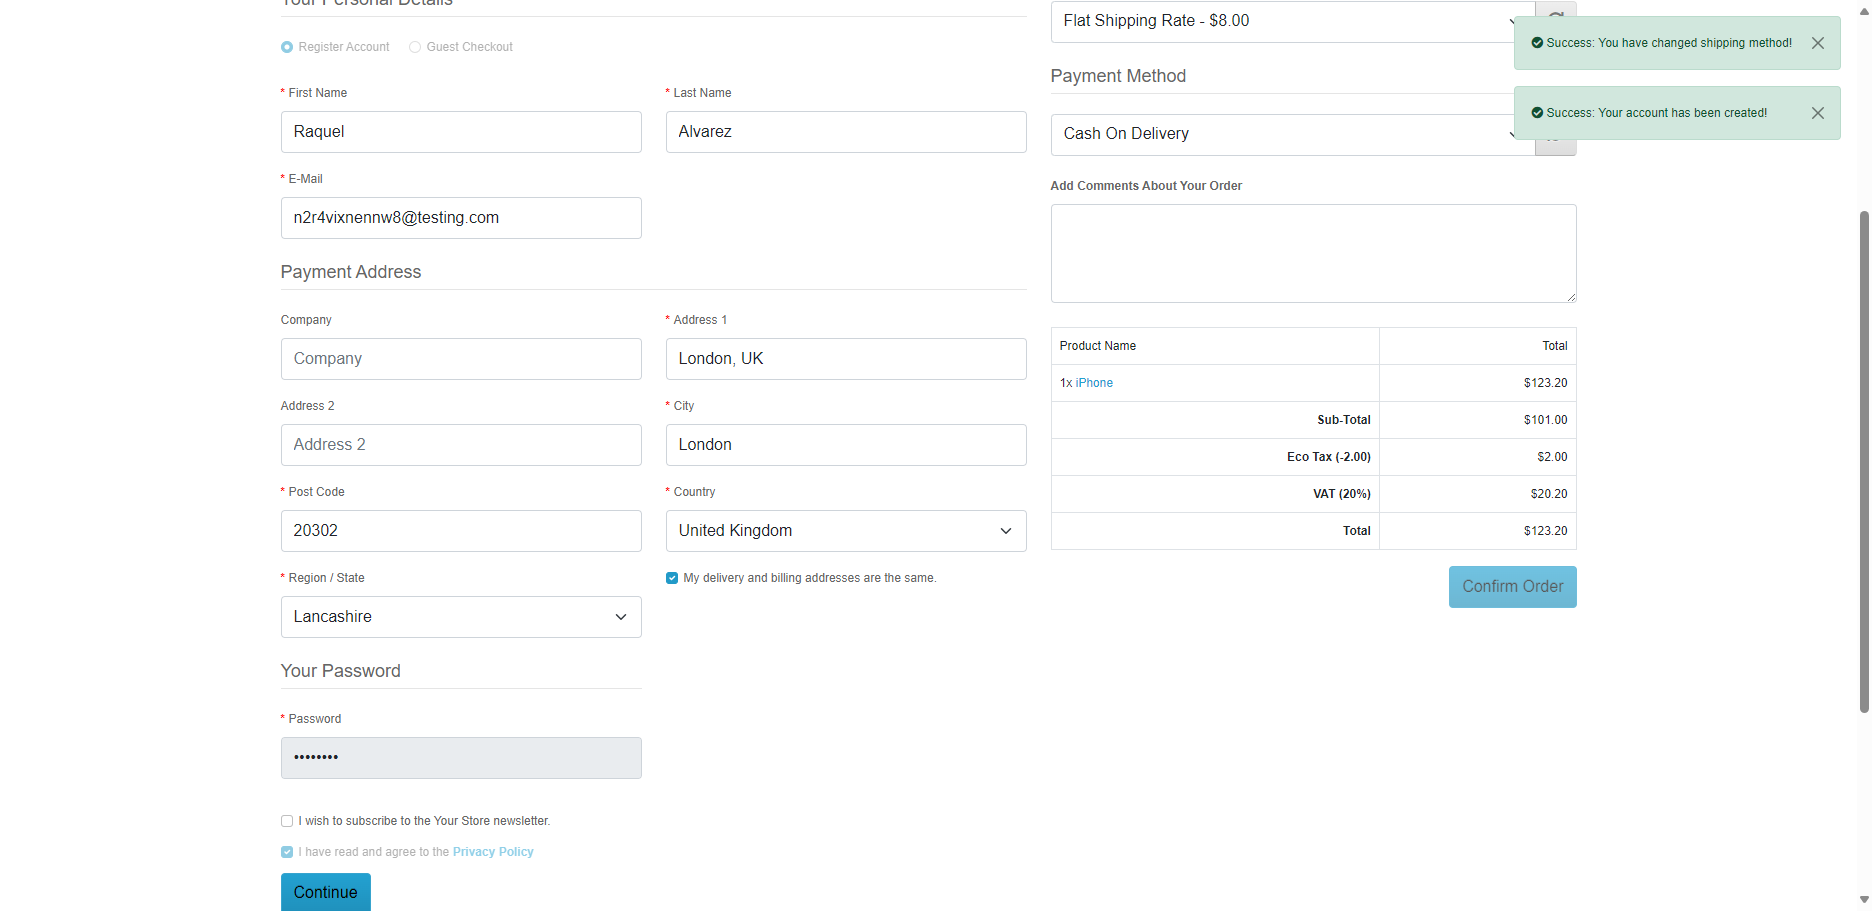 Your Personal Details
Register Account
Guest Checkout
* First Name
* Last Name
Raquel
Alvarez
* E-Mail
n2r4vixnennw8@testing.com
Payment Address
Company
* Address 1
Company
London, UK
Address 2
* City
Address 2
London
* Post Code
* Country
20302
United Kingdom
* Region / State
My delivery and billing addresses are the same.
Lancashire
Your Password
* Password
••••••••
I wish to subscribe to the Your Store newsletter.
I have read and agree to the Privacy Policy
Continue
Flat Shipping Rate - $8.00
Success: You have changed shipping method!
Payment Method
Success: Your account has been created!
Cash On Delivery
Add Comments About Your Order
Product Name Total
1x iPhone $123.20
Sub-Total $101.00
Eco Tax (-2.00) $2.00
VAT (20%) $20.20
Total $123.20
Confirm Order